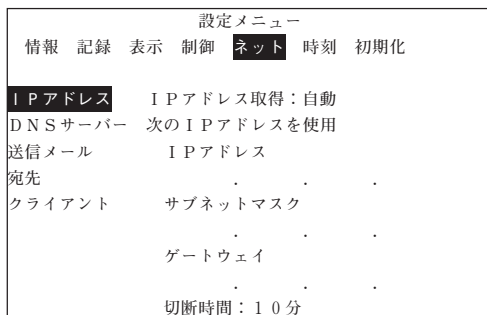 設定メニュー
情報 記録 表示 制御 ネット 時刻 初期化
ＩＰアドレス ＩＰアドレス取得：自動
ＤＮＳサーバー 次のＩＰアドレスを使用
送信メール ＩＰアドレス
宛先 . . .
クライアント サブネットマスク
. . .
ゲートウェイ
. . .
切断時間：１０分